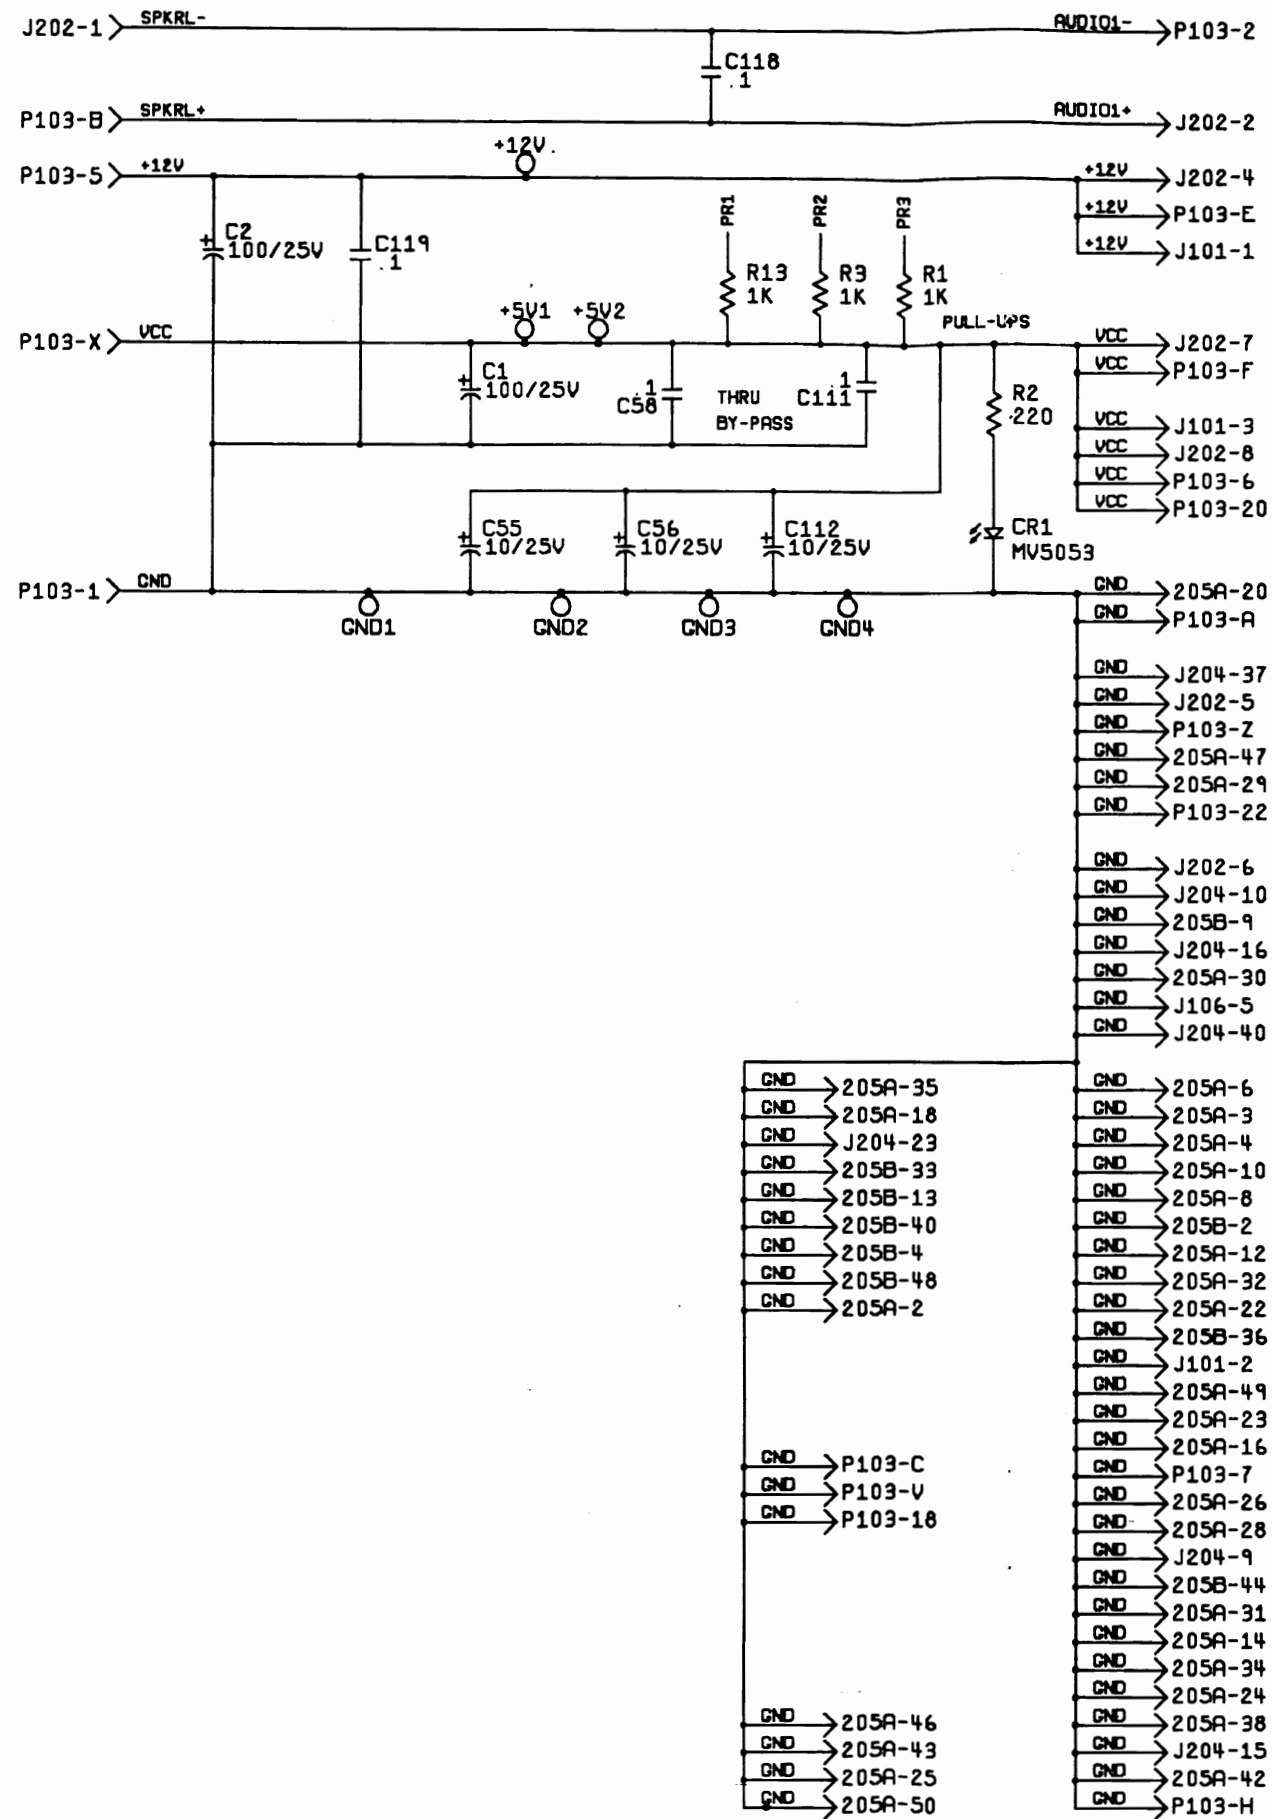 J202-1 SPKRL- AUDIO1- P103-2
C118
.1
P103-B SPKRL+ AUDIO1+ J202-2
+12V.
P103-5 +12V +12V J202-4
+12V P103-E
+12V J101-1
PR1 PR2 PR3
C2
100/25V
C119
.1
R13
1K
R3
1K
R1
1K
PULL-UPS
+5V1 +5V2
P103-X VCC VCC J202-7
VCC P103-F
C1
100/25V
.1
C58
THRU
BY-PASS
.1
C111
R2
220
VCC J101-3
VCC J202-8
VCC P103-6
VCC P103-20
C55
10/25V
C56
10/25V
C112
10/25V
CR1
MV5053
P103-1 GND GND 205A-20
GND1 GND2 GND3 GND4
GND P103-A
GND J204-37
GND J202-5
GND P103-Z
GND 205A-47
GND 205A-29
GND P103-22
GND J202-6
GND J204-10
GND 205B-9
GND J204-16
GND 205A-30
GND J106-5
GND J204-40
GND 205A-35 GND 205A-6
GND 205A-18 GND 205A-3
GND J204-23 GND 205A-4
GND 205B-33 GND 205A-10
GND 205B-13 GND 205A-8
GND 205B-40 GND 205B-2
GND 205B-4 GND 205A-12
GND 205B-48 GND 205A-32
GND 205A-2 GND 205A-22
GND 205B-36
GND J101-2
GND 205A-49
GND 205A-23
GND 205A-16
GND P103-C GND P103-7
GND P103-V GND 205A-26
GND P103-18 GND 205A-28
GND J204-9
GND 205B-44
GND 205A-31
GND 205A-14
GND 205A-34
GND 205A-24
GND 205A-46 GND 205A-38
GND 205A-43 GND J204-15
GND 205A-25 GND 205A-42
GND 205A-50 GND P103-H